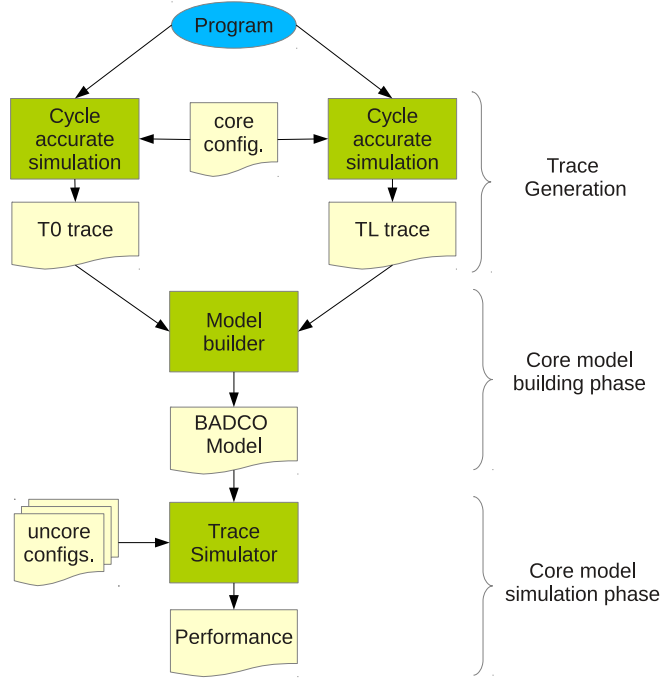 Program
Cycle
accurate
simulation
core
config.
Cycle
accurate
simulation
Trace
Generation
T0 trace
TL trace
Model
builder
Core model
building phase
BADCO
Model
uncore
configs.
Trace
Simulator
Core model
simulation phase
Performance